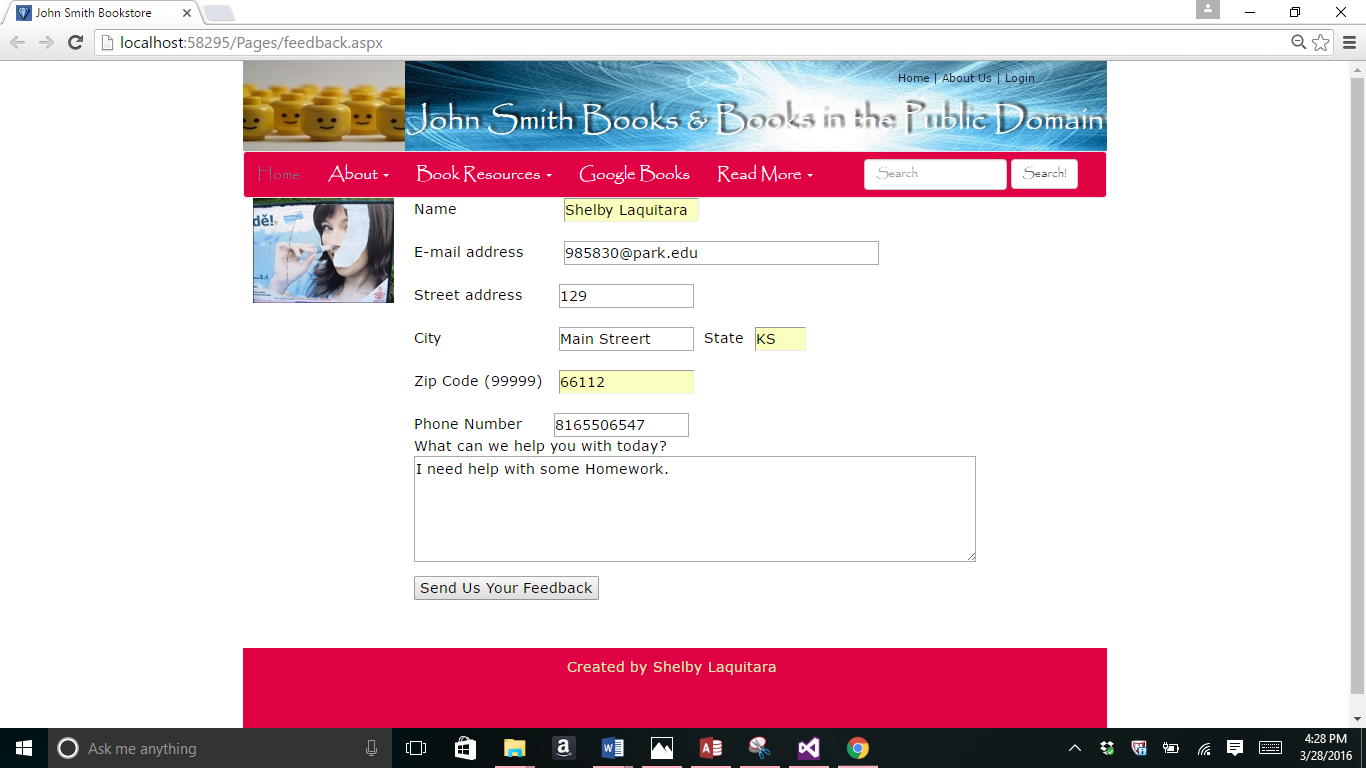 John Smith Bookstore
localhost:58295/Pages/feedback.aspx
Home | About Us | Login
John Smith Books & Books in the Public Domain
Home About Book Resources Google Books Read More Search Search!
dě!
Name Shelby Laquitara
E-mail address 985830@park.edu
Street address 129
City Main Streert State KS
Zip Code (99999) 66112
Phone Number 8165506547
What can we help you with today?
I need help with some Homework.
Send Us Your Feedback
Created by Shelby Laquitara
Ask me anything
4:28 PM
3/28/2016